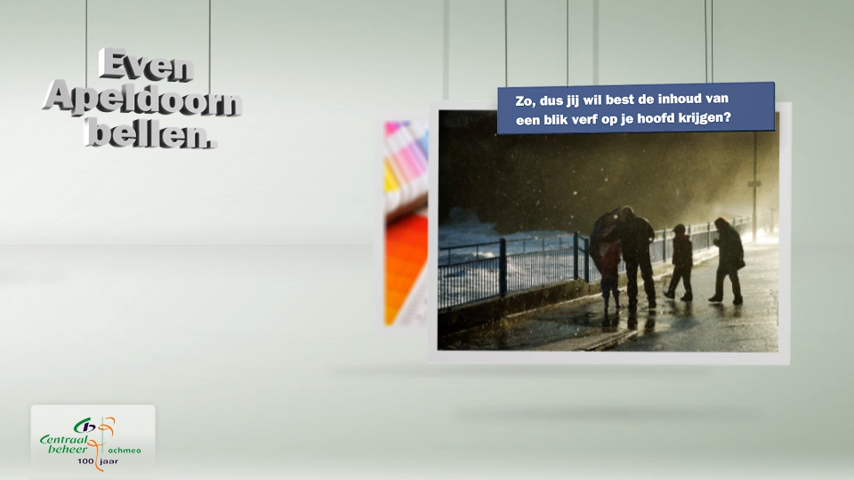 Even
Apeldoorn
bellen.
Zo, dus jij wil best de inhoud van
een blik verf op je hoofd krijgen?
Centraal
beheer
achmea
100 jaar